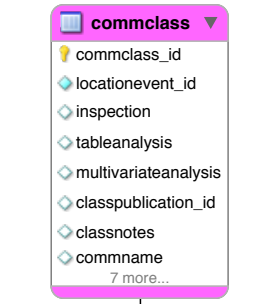 commclass
commclass_id
locationevent_id
inspection
tableanalysis
multivariateanalysis
classpublication_id
classnotes
commname
7 more...